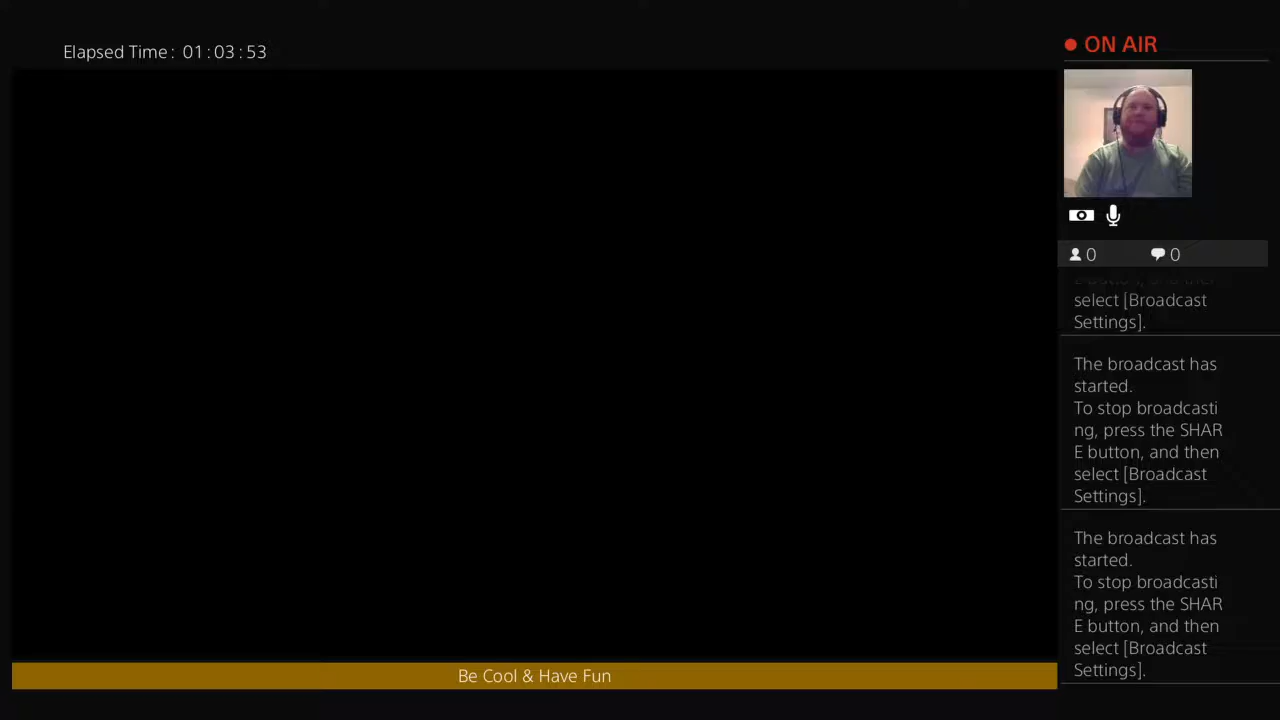 Elapsed Time: 01:03:53
ON AIR
0 0
select [Broadcast
Settings].
The broadcast has
started.
To stop broadcasti
ng, press the SHAR
E button, and then
select [Broadcast
Settings].
The broadcast has
started.
To stop broadcasti
ng, press the SHAR
E button, and then
select [Broadcast
Settings].
Be Cool & Have Fun